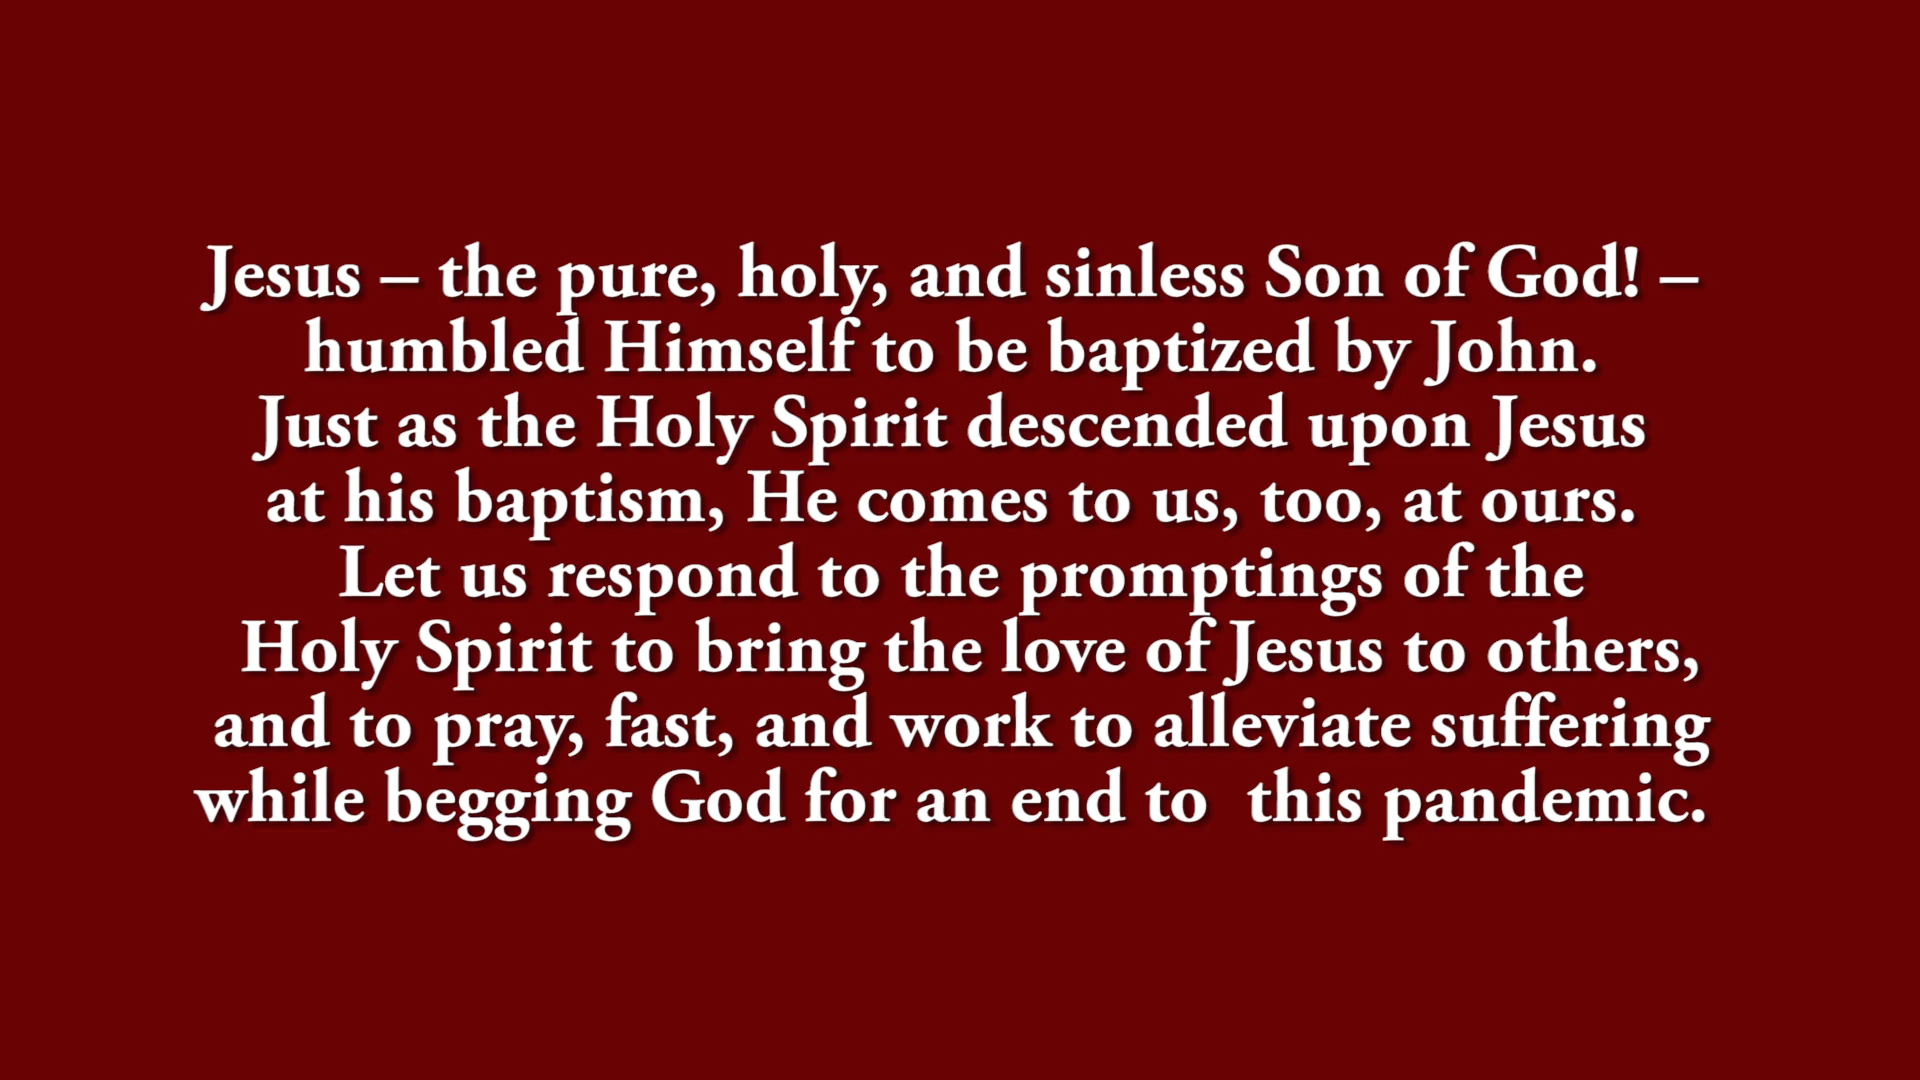 Jesus – the pure, holy, and sinless Son of God! –
humbled Himself to be baptized by John.
Just as the Holy Spirit descended upon Jesus
at his baptism, He comes to us, too, at ours.
Let us respond to the promptings of the
Holy Spirit to bring the love of Jesus to others,
and to pray, fast, and work to alleviate suffering
while begging God for an end to  this pandemic.